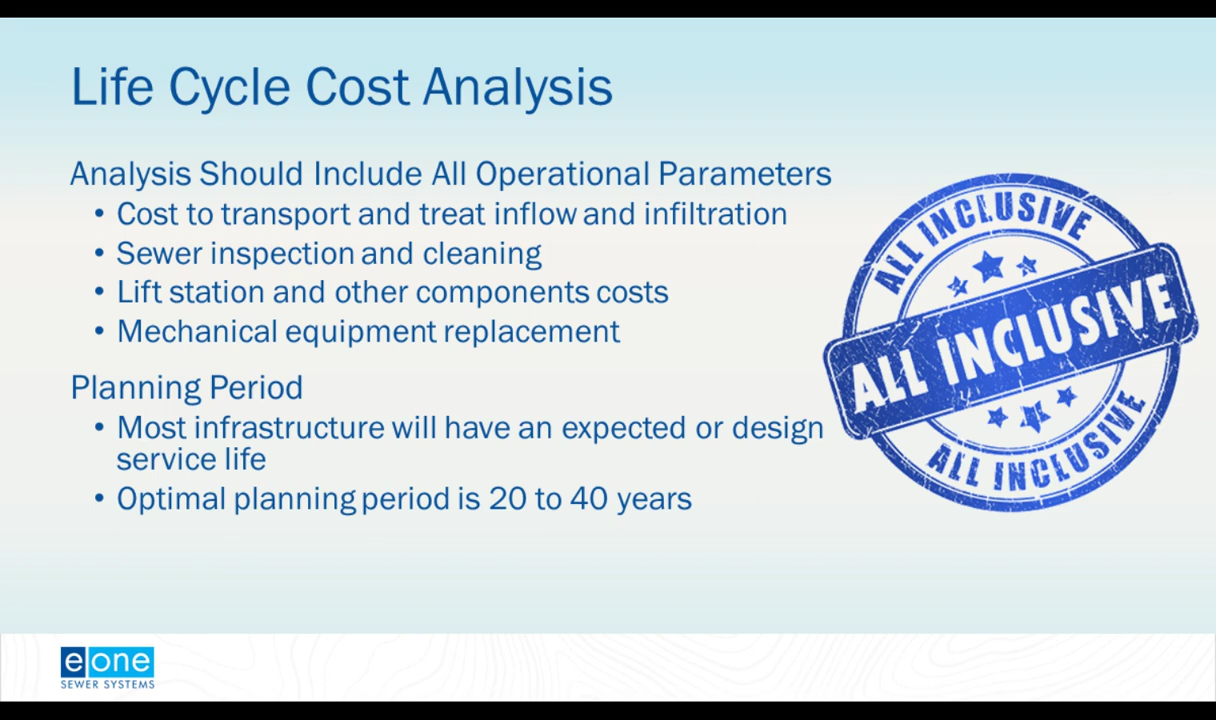 Life Cycle Cost Analysis
Analysis Should Include All Operational Parameters
• Cost to transport and treat inflow and infiltration
• Sewer inspection and cleaning
• Lift station and other components costs
• Mechanical equipment replacement
Planning Period
• Most infrastructure will have an expected or design
service life
• Optimal planning period is 20 to 40 years
ALL INCLUSIVE
ALL INCLUSIVE
ALL INCLUSIVE
e one
SEWER SYSTEMS